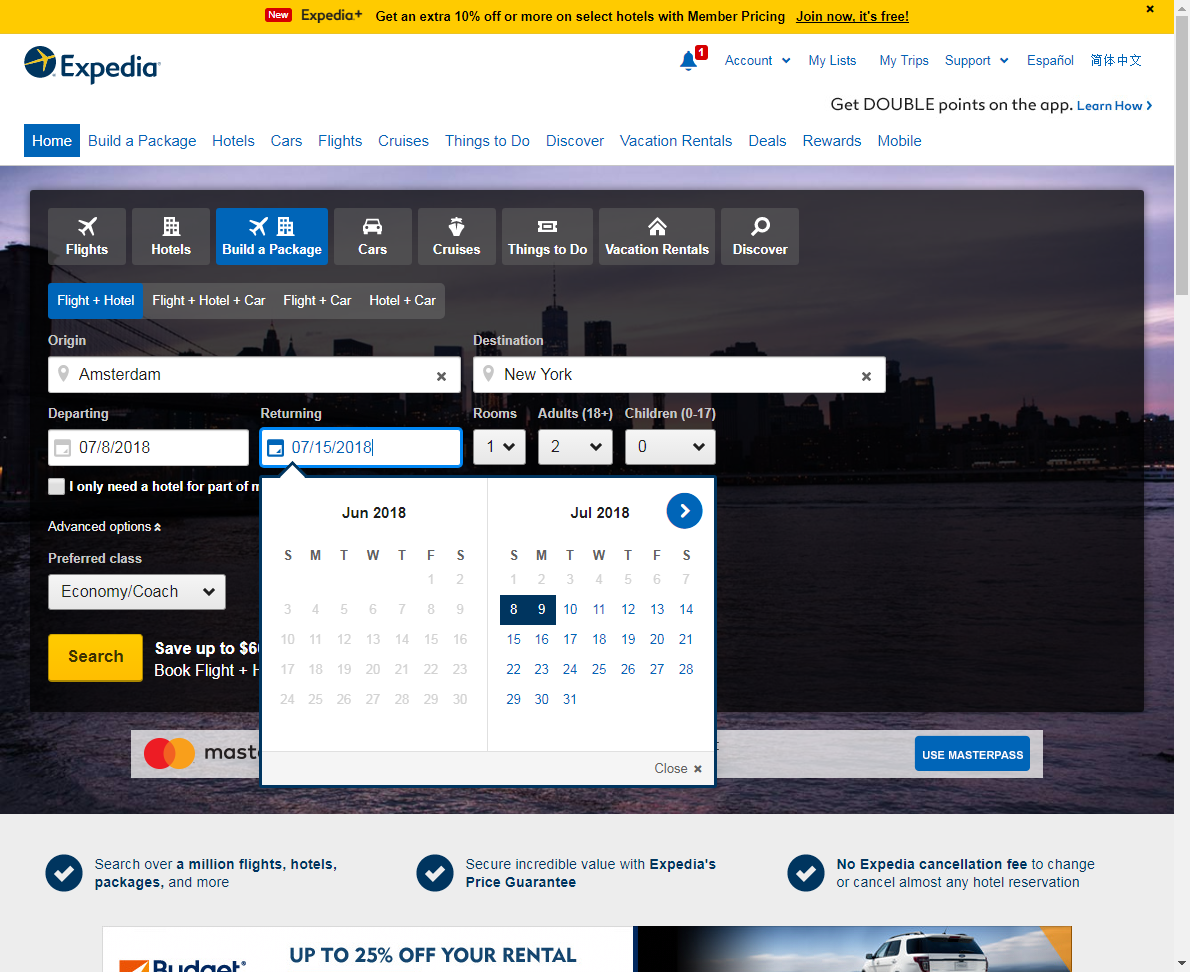 New Expedia+ Get an extra 10% off or more on select hotels with Member Pricing Join now, it's free!
Expedia
1 Account My Lists My Trips Support Español 简体中文
Get DOUBLE points on the app. Learn How
Home Build a Package Hotels Cars Flights Cruises Things to Do Discover Vacation Rentals Deals Rewards Mobile
Flights Hotels Build a Package Cars Cruises Things to Do Vacation Rentals Discover
Flight + Hotel Flight + Hotel + Car Flight + Car Hotel + Car
Origin Destination
Amsterdam New York
Departing Returning Rooms Adults (18+) Children (0-17)
07/8/2018 07/15/2018 1 2 0
I only need a hotel for part of m
Advanced options
Preferred class
Economy/Coach
Search
Save up to $6
Book Flight + H
Jun 2018
S M T W T F S
1 2
3 4 5 6 7 8 9
10 11 12 13 14 15 16
17 18 19 20 21 22 23
24 25 26 27 28 29 30
Jul 2018
S M T W T F S
1 2 3 4 5 6 7
8 9 10 11 12 13 14
15 16 17 18 19 20 21
22 23 24 25 26 27 28
29 30 31
Close
maste
USE MASTERPASS
Search over a million flights, hotels,
packages, and more
Secure incredible value with Expedia's
Price Guarantee
No Expedia cancellation fee to change
or cancel almost any hotel reservation
Budget
UP TO 25% OFF YOUR RENTAL